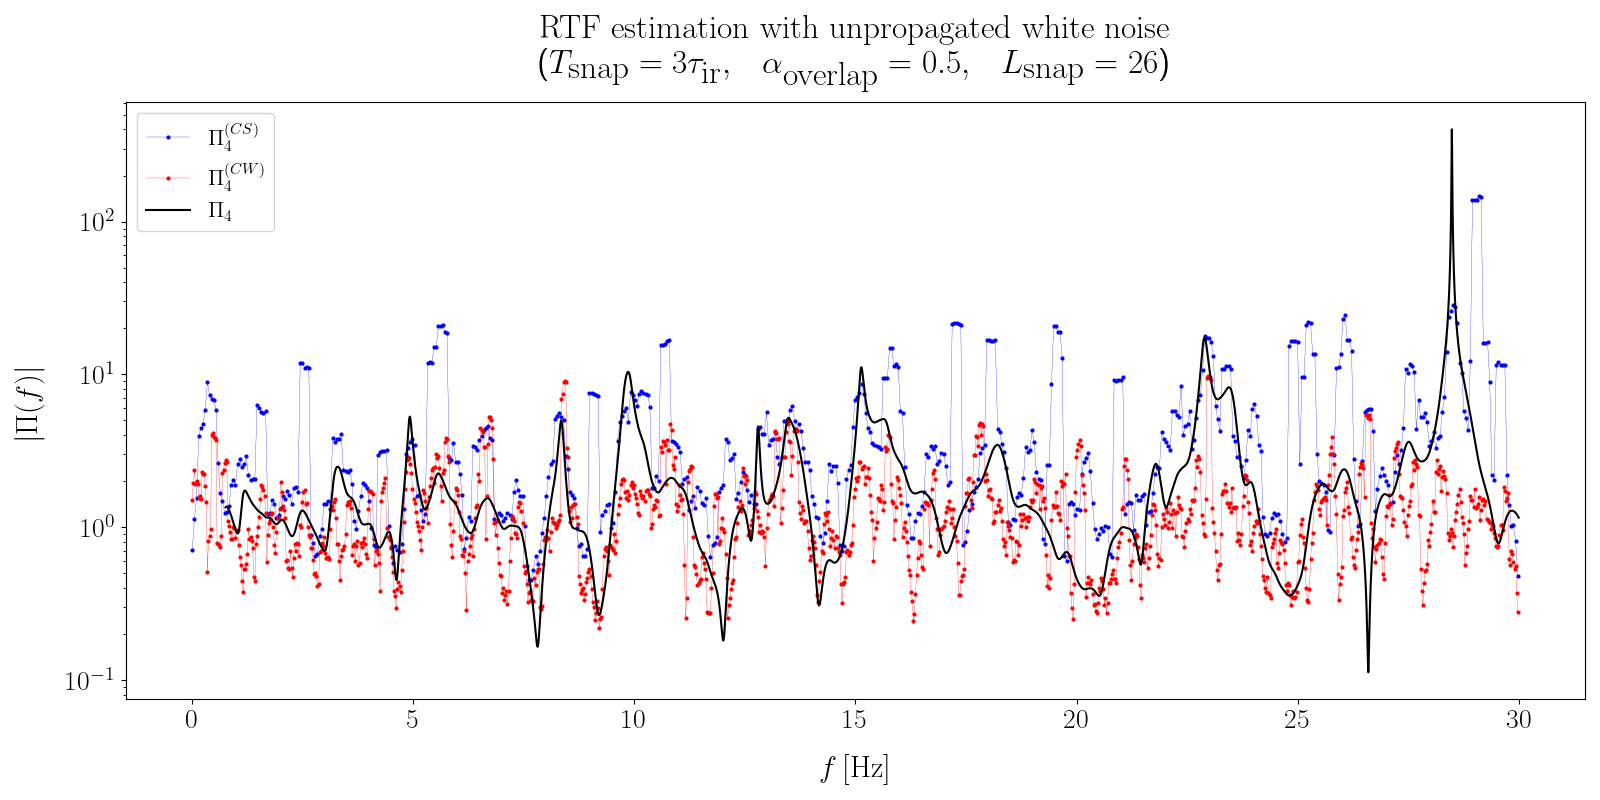 RTF estimation with unpropagated white noise
(T_snap = 3τ_ir, α_overlap = 0.5, L_snap = 26)
Π_4^(CS)
Π_4^(CW)
Π_4
|Π(f)|
10^2
10^1
10^0
10^−1
0 5 10 15 20 25 30
f [Hz]